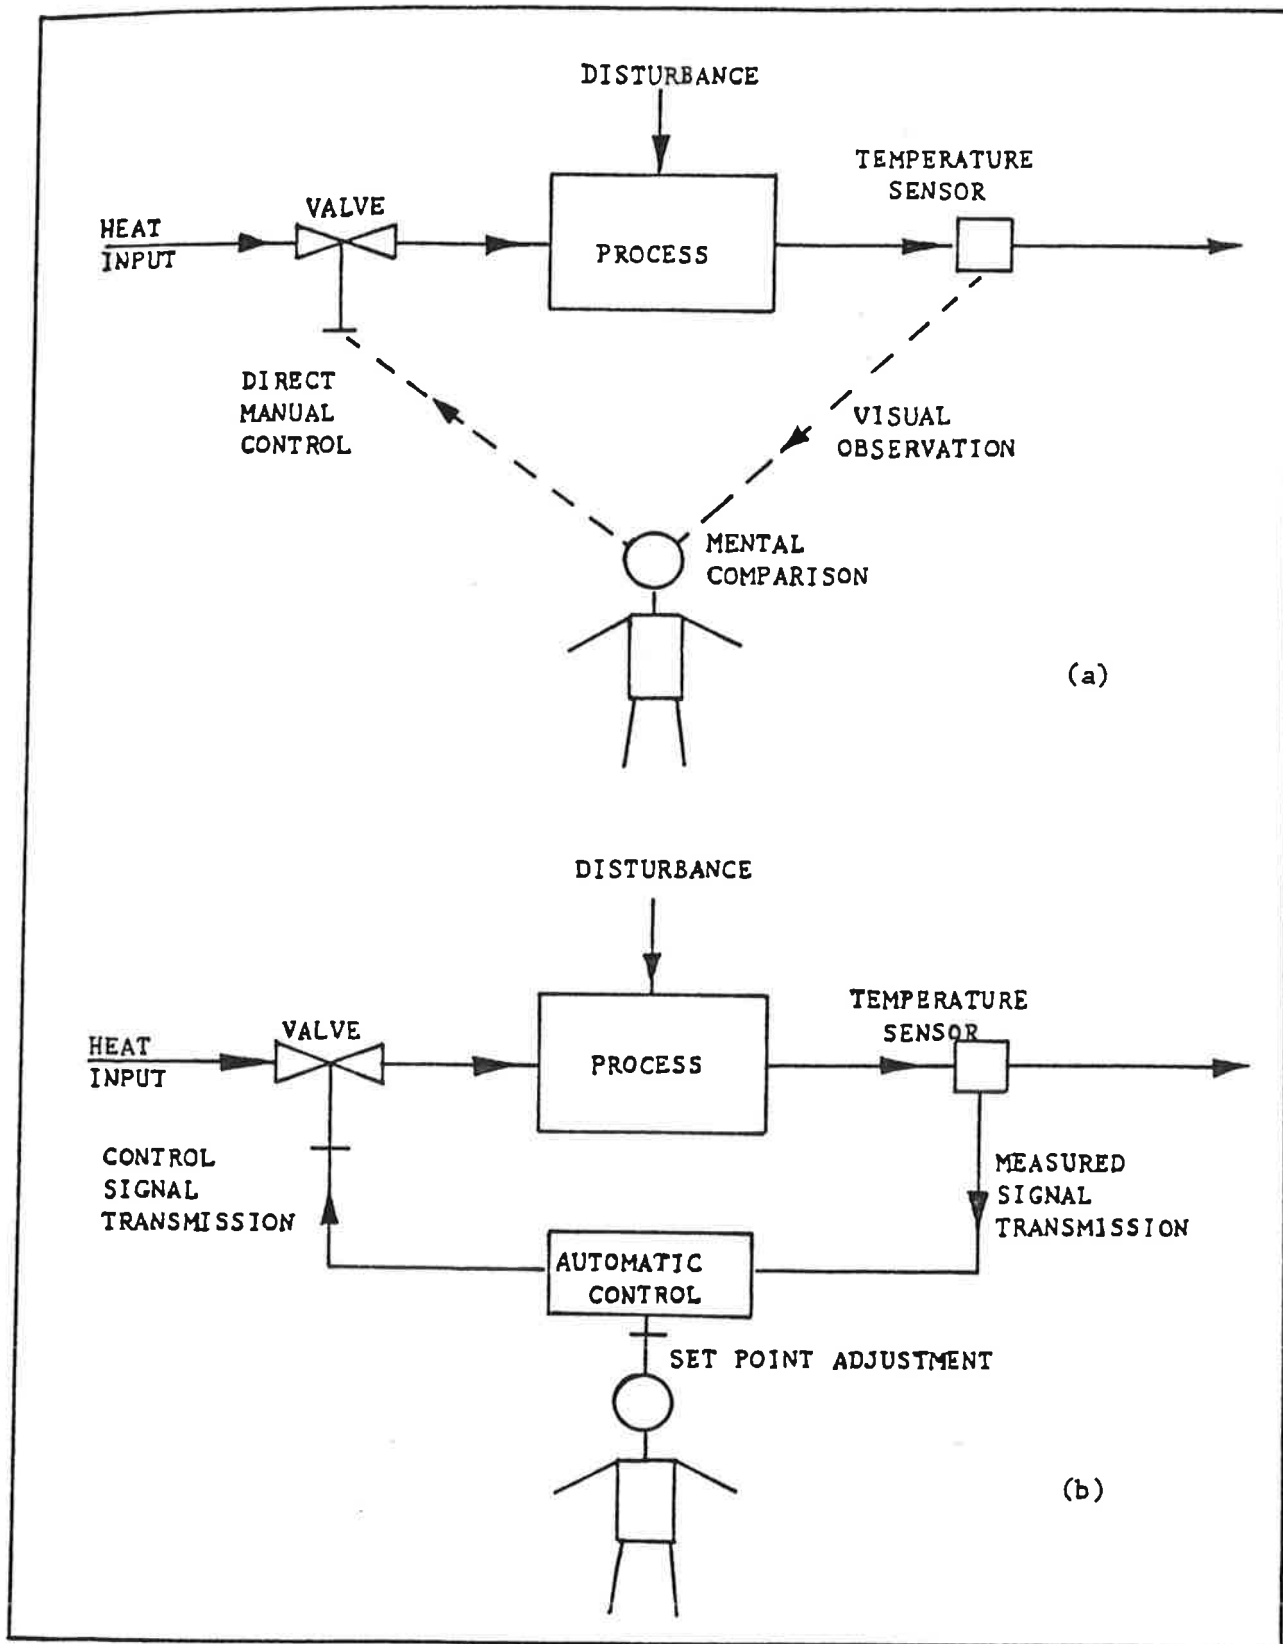 DISTURBANCE
TEMPERATURE
SENSOR
VALVE
HEAT
INPUT
PROCESS
DIRECT
MANUAL
CONTROL
VISUAL
OBSERVATION
MENTAL
COMPARISON
(a)
DISTURBANCE
TEMPERATURE
SENSOR
VALVE
HEAT
INPUT
PROCESS
CONTROL
SIGNAL
TRANSMISSION
MEASURED
SIGNAL
TRANSMISSION
AUTOMATIC
CONTROL
SET POINT ADJUSTMENT
(b)